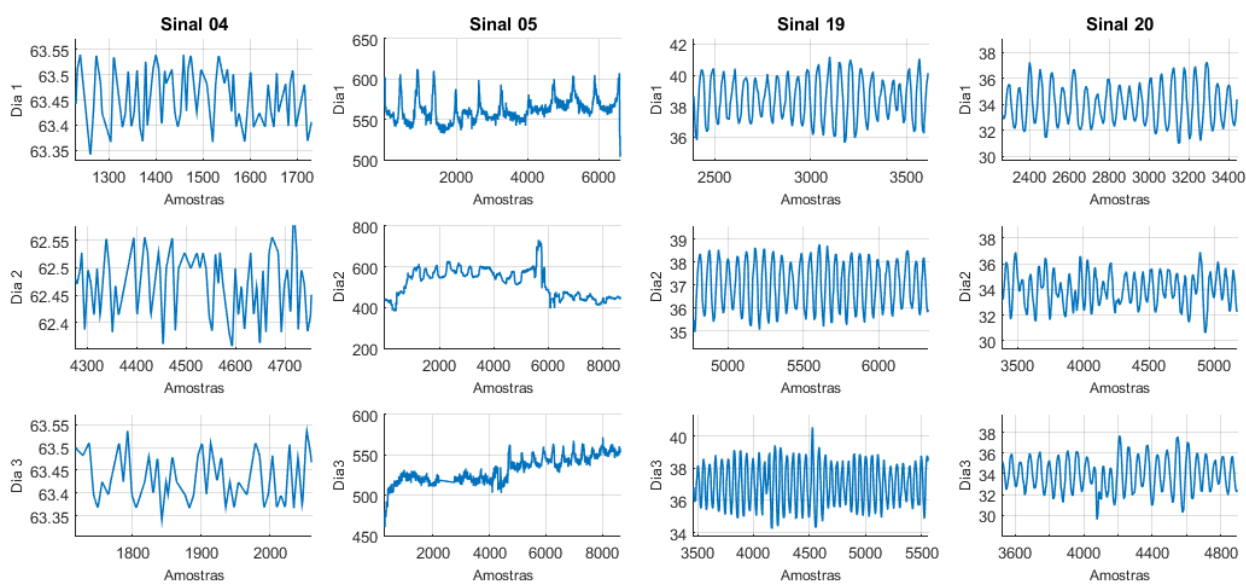 Sinal 04
Sinal 05
Sinal 19
Sinal 20
Dia 1
63.55
63.5
63.45
63.4
63.35
1300 1400 1500 1600 1700
Amostras
Dia1
650
600
550
500
2000 4000 6000
Amostras
Dia1
42
40
38
36
2500 3000 3500
Amostras
Dia1
38
36
34
32
30
2400 2600 2800 3000 3200 3400
Amostras
Dia 2
62.55
62.5
62.45
62.4
4300 4400 4500 4600 4700
Amostras
Dia2
800
600
400
200
0 2000 4000 6000 8000
Amostras
Dia2
39
38
37
36
35
5000 5500 6000
Amostras
Dia2
38
36
34
32
30
3500 4000 4500 5000
Amostras
Dia 3
63.55
63.5
63.45
63.4
63.35
1800 1900 2000
Amostras
Dia3
600
550
500
450
2000 4000 6000 8000
Amostras
Dia3
40
38
36
34
3500 4000 4500 5000 5500
Amostras
Dia3
38
36
34
32
30
3600 4000 4400 4800
Amostras